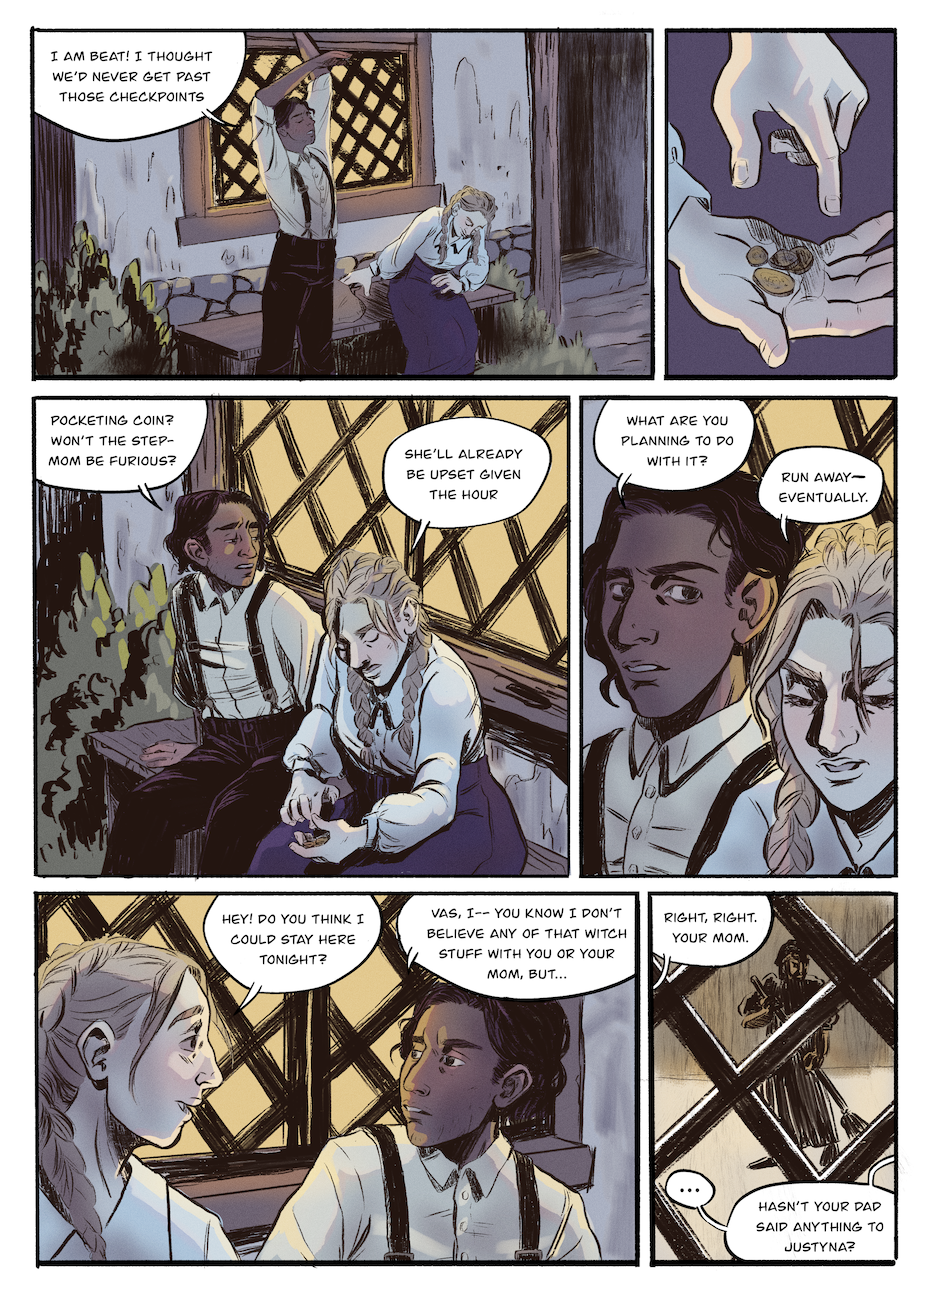 I AM BEAT! I THOUGHT
WE'D NEVER GET PAST
THOSE CHECKPOINTS
POCKETING COIN?
WON'T THE STEP-
MOM BE FURIOUS?
SHE'LL ALREADY
BE UPSET GIVEN
THE HOUR
WHAT ARE YOU
PLANNING TO DO
WITH IT?
RUN AWAY—
EVENTUALLY.
HEY! DO YOU THINK I
COULD STAY HERE
TONIGHT?
VAS, I-- YOU KNOW I DON'T
BELIEVE ANY OF THAT WITCH
STUFF WITH YOU OR YOUR
MOM, BUT...
RIGHT, RIGHT.
YOUR MOM.
...
HASN'T YOUR DAD
SAID ANYTHING TO
JUSTYNA?